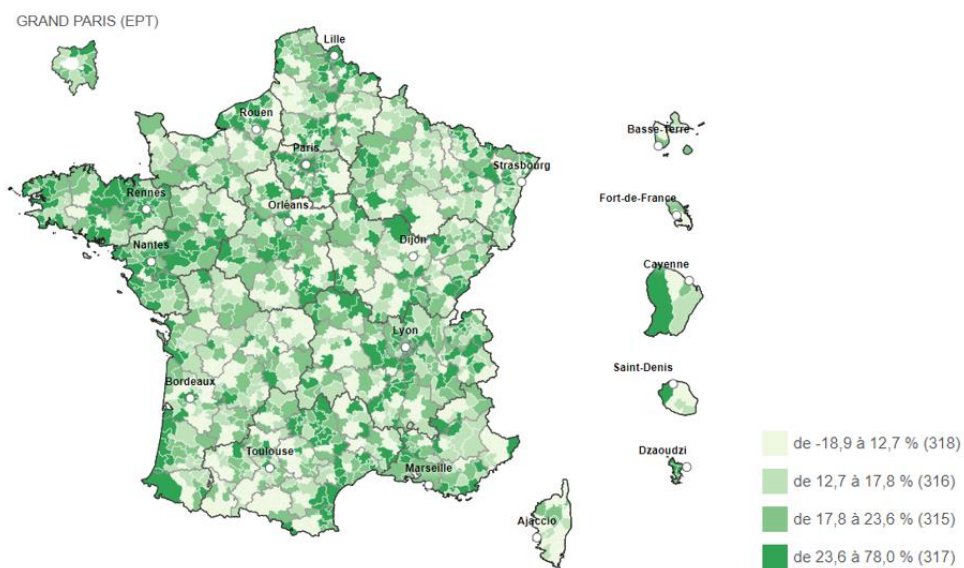 GRAND PARIS (EPT)
Lille
Rouen
Paris
Strasbourg
Rennes
Orléans
Nantes
Dijon
Lyon
Bordeaux
Toulouse
Marseille
Ajaccio
Basse-Terre
Fort-de-France
Cayenne
Saint-Denis
Dzaoudzi
de -18,9 à 12,7 % (318)
de 12,7 à 17,8 % (316)
de 17,8 à 23,6 % (315)
de 23,6 à 78,0 % (317)